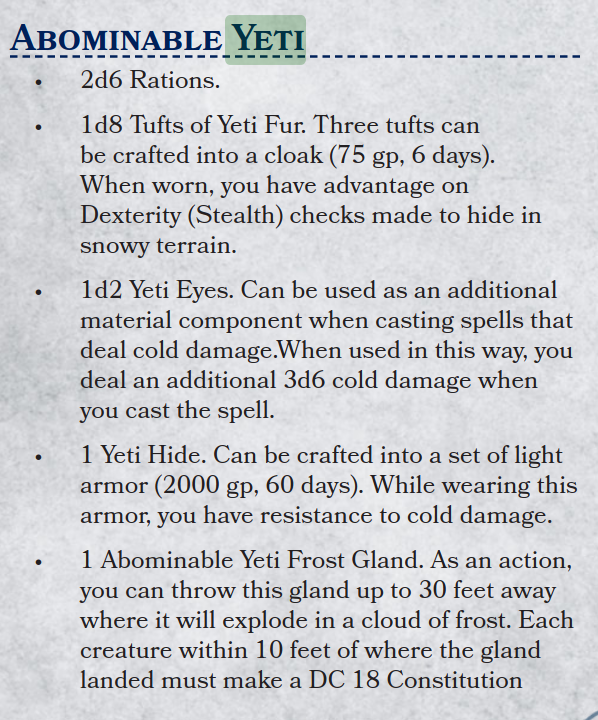 ABOMINABLE YETI
• 2d6 Rations.
• 1d8 Tufts of Yeti Fur. Three tufts can
be crafted into a cloak (75 gp, 6 days).
When worn, you have advantage on
Dexterity (Stealth) checks made to hide in
snowy terrain.
• 1d2 Yeti Eyes. Can be used as an additional
material component when casting spells that
deal cold damage.When used in this way, you
deal an additional 3d6 cold damage when
you cast the spell.
• 1 Yeti Hide. Can be crafted into a set of light
armor (2000 gp, 60 days). While wearing this
armor, you have resistance to cold damage.
• 1 Abominable Yeti Frost Gland. As an action,
you can throw this gland up to 30 feet away
where it will explode in a cloud of frost. Each
creature within 10 feet of where the gland
landed must make a DC 18 Constitution